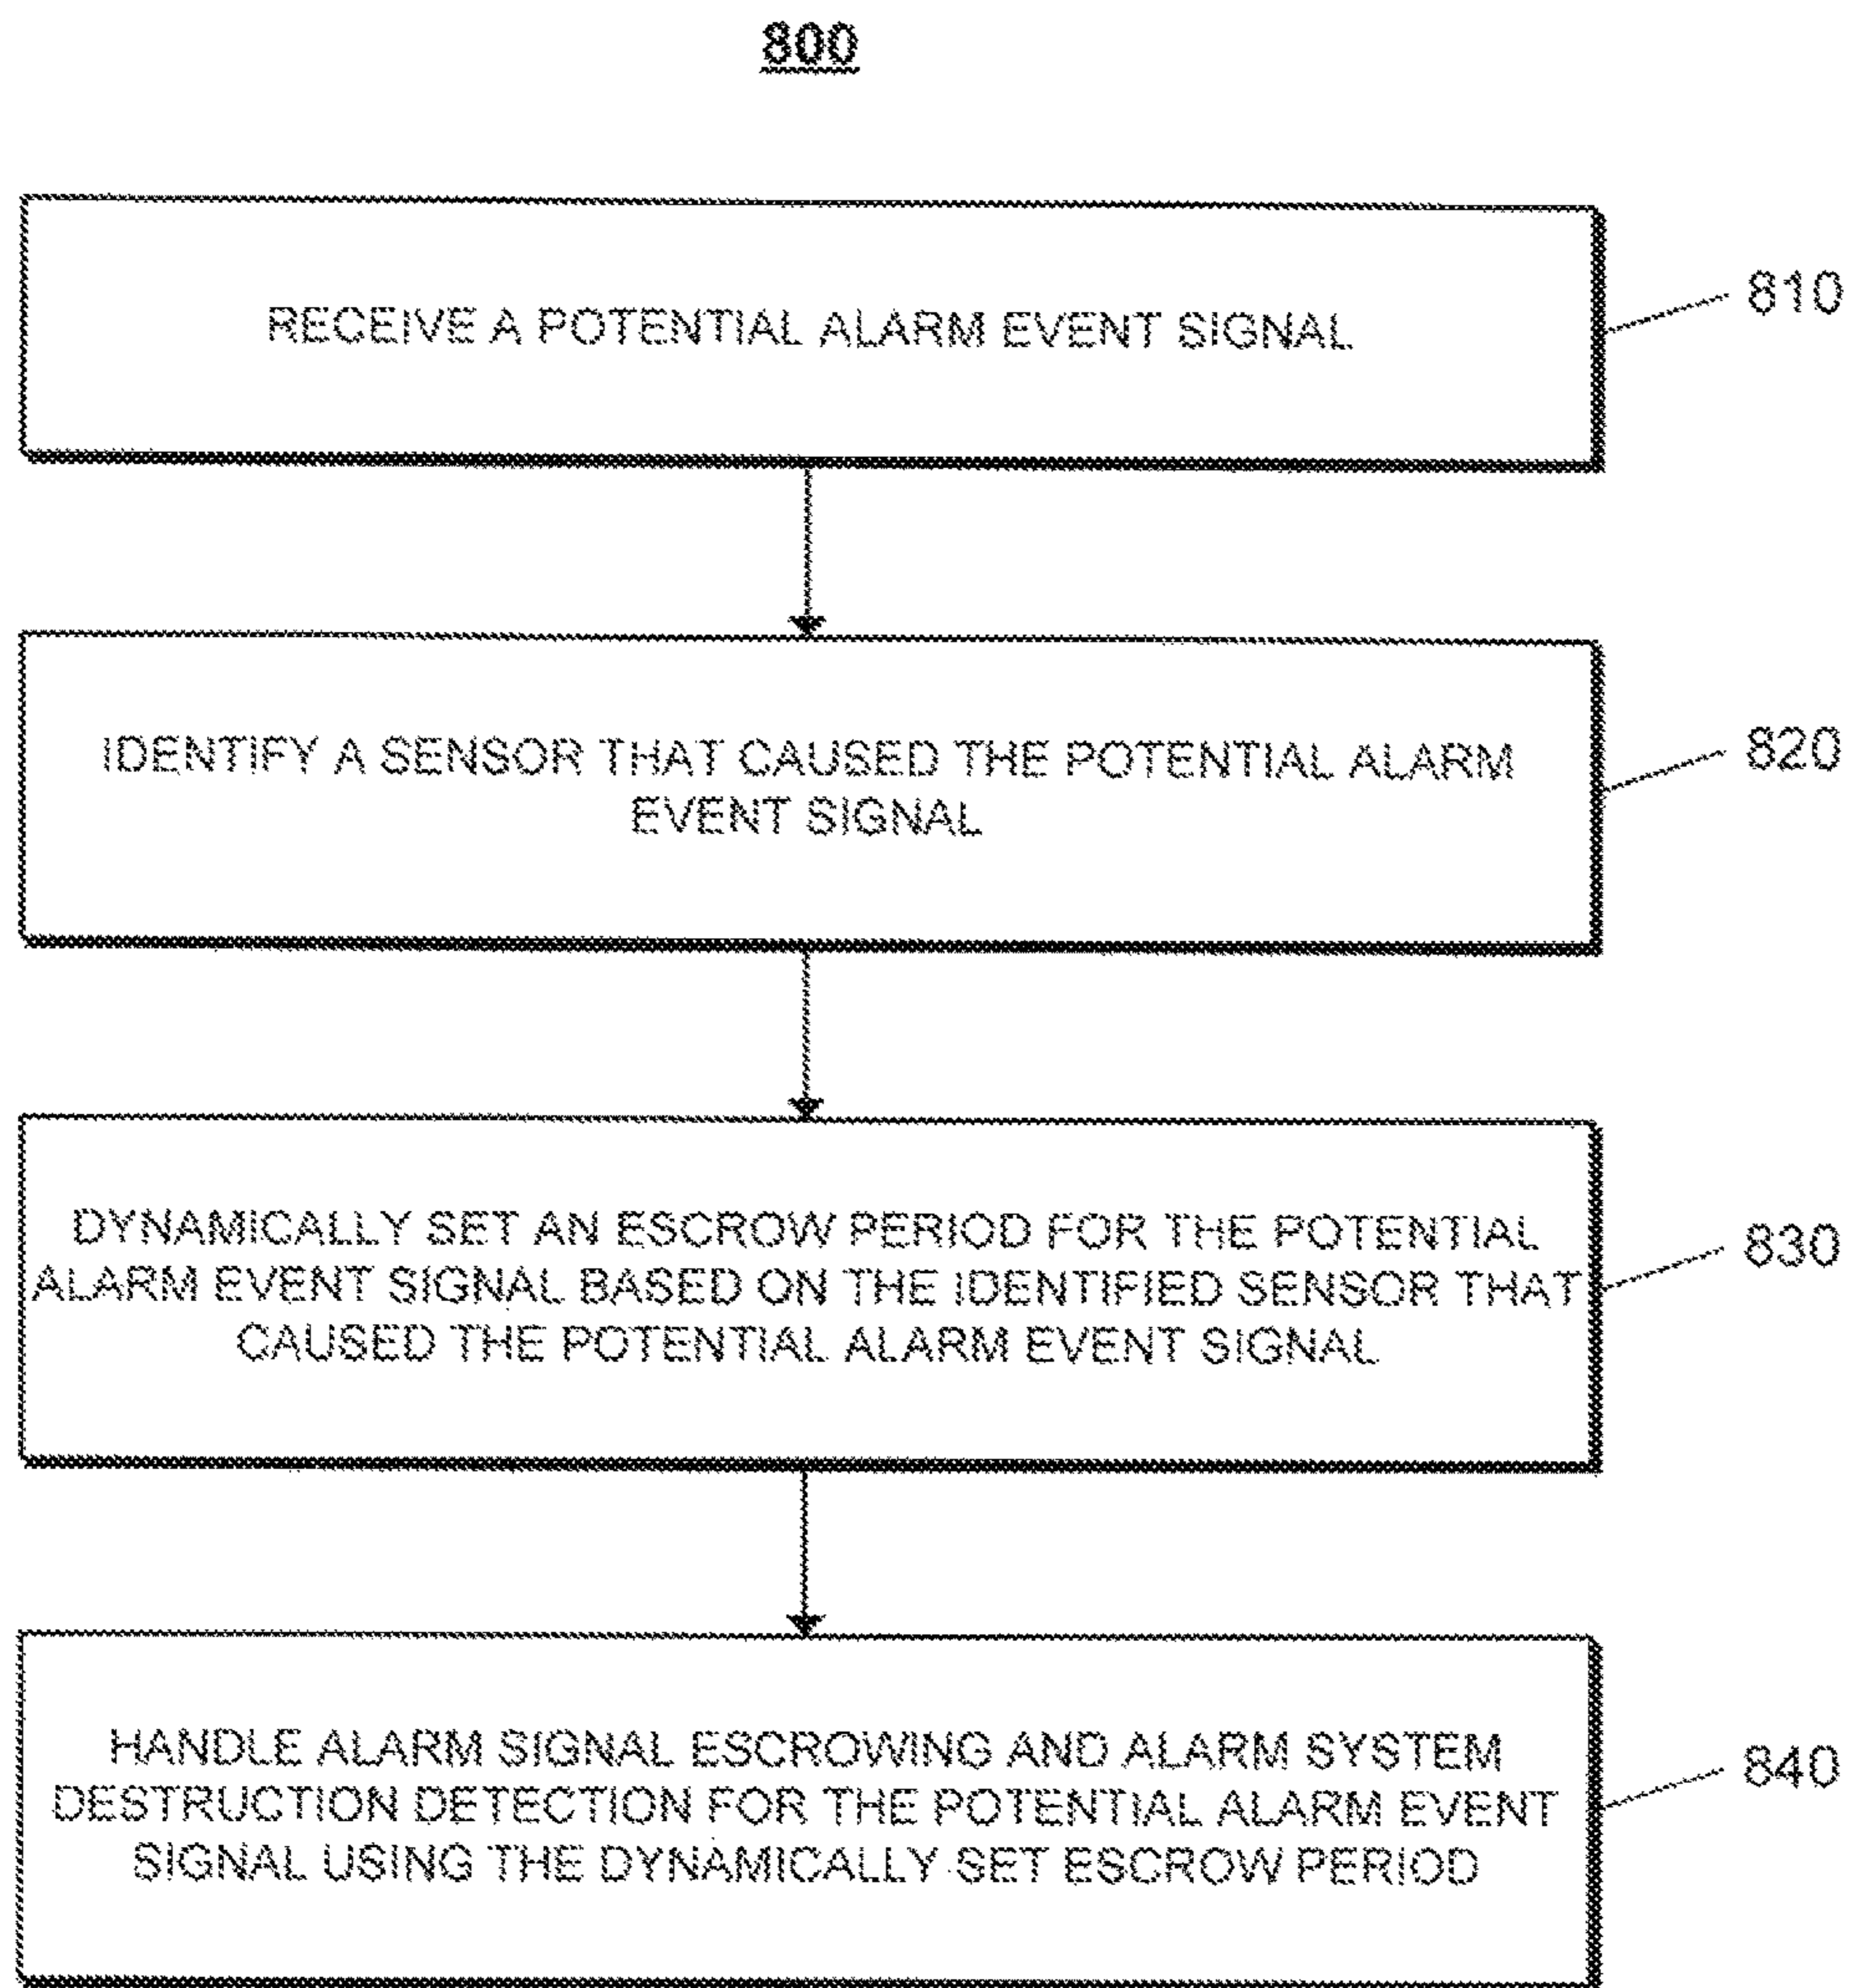 800
RECEIVE A POTENTIAL ALARM EVENT SIGNAL
810
IDENTIFY A SENSOR THAT CAUSED THE POTENTIAL ALARM
EVENT SIGNAL
820
DYNAMICALLY SET AN ESCROW PERIOD FOR THE POTENTIAL
ALARM EVENT SIGNAL BASED ON THE IDENTIFIED SENSOR THAT
CAUSED THE POTENTIAL ALARM EVENT SIGNAL
830
HANDLE ALARM SIGNAL ESCROWING AND ALARM SYSTEM
DESTRUCTION DETECTION FOR THE POTENTIAL ALARM EVENT
SIGNAL USING THE DYNAMICALLY SET ESCROW PERIOD
840